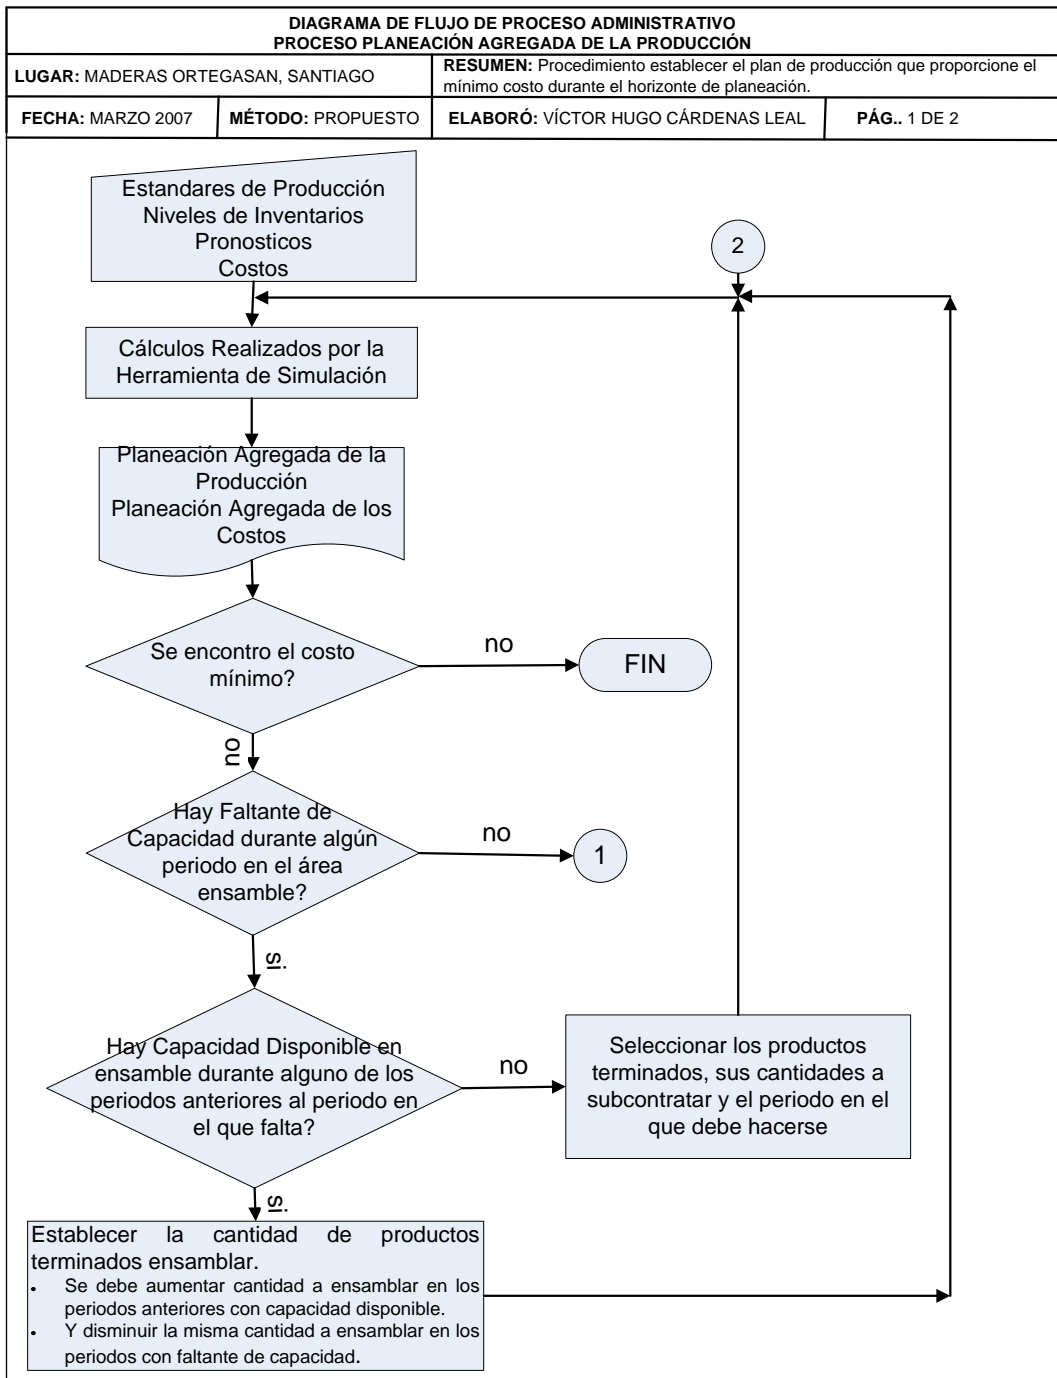 DIAGRAMA DE FLUJO DE PROCESO ADMINISTRATIVO
PROCESO PLANEACIÓN AGREGADA DE LA PRODUCCIÓN
LUGAR: MADERAS ORTEGASAN, SANTIAGO
RESUMEN: Procedimiento establecer el plan de producción que proporcione el
mínimo costo durante el horizonte de planeación.
FECHA: MARZO 2007
MÉTODO: PROPUESTO
ELABORÓ: VÍCTOR HUGO CÁRDENAS LEAL
PÁG.. 1 DE 2
Estandares de Producción
Niveles de Inventarios
Pronosticos
Costos
2
Cálculos Realizados por la
Herramienta de Simulación
Planeación Agregada de la
Producción
Planeación Agregada de los
Costos
Se encontro el costo
mínimo?
no
FIN
no
Hay Faltante de
Capacidad durante algún
periodo en el área
ensamble?
no
1
si
Hay Capacidad Disponible en
ensamble durante alguno de los
periodos anteriores al periodo en
el que falta?
no
Seleccionar los productos
terminados, sus cantidades a
subcontratar y el periodo en el
que debe hacerse
si
Establecer la cantidad de productos
terminados ensamblar.
• Se debe aumentar cantidad a ensamblar en los
periodos anteriores con capacidad disponible.
• Y disminuir la misma cantidad a ensamblar en los
periodos con faltante de capacidad.